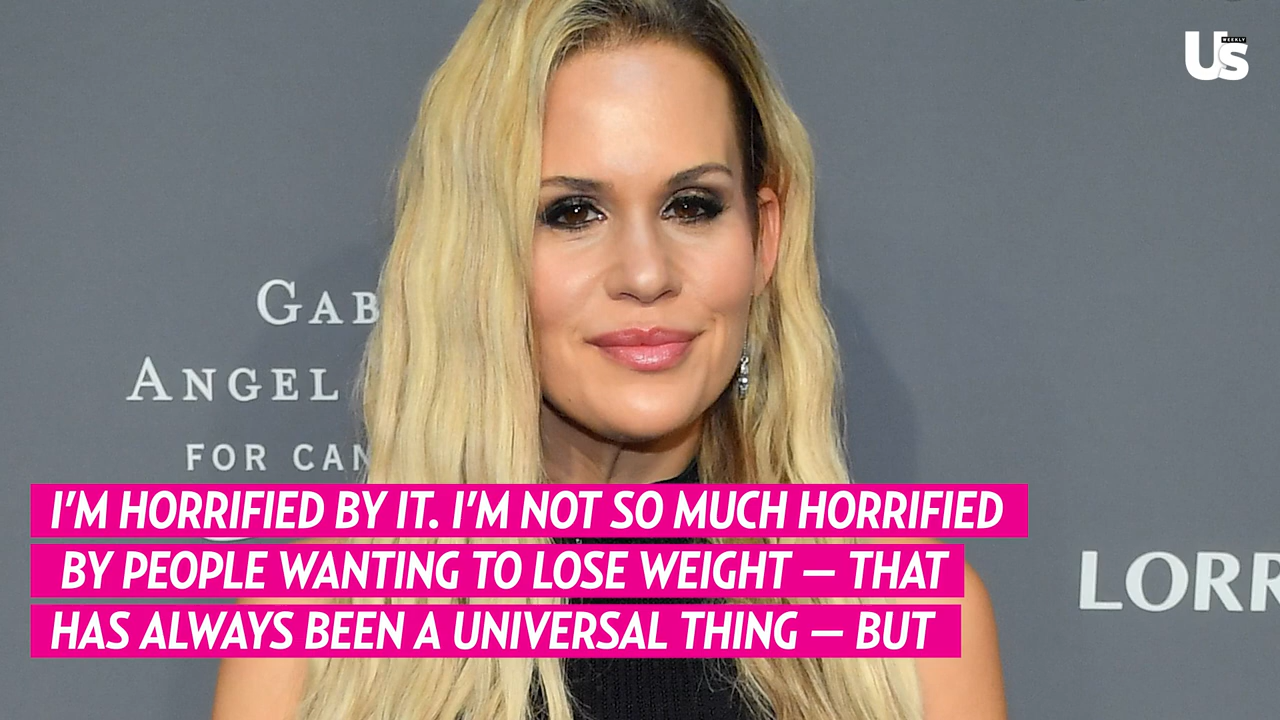 Us
WEEKLY
GAB
ANGEL
FOR CAN
I'M HORRIFIED BY IT. I'M NOT SO MUCH HORRIFIED
BY PEOPLE WANTING TO LOSE WEIGHT – THAT
HAS ALWAYS BEEN A UNIVERSAL THING – BUT
LORR